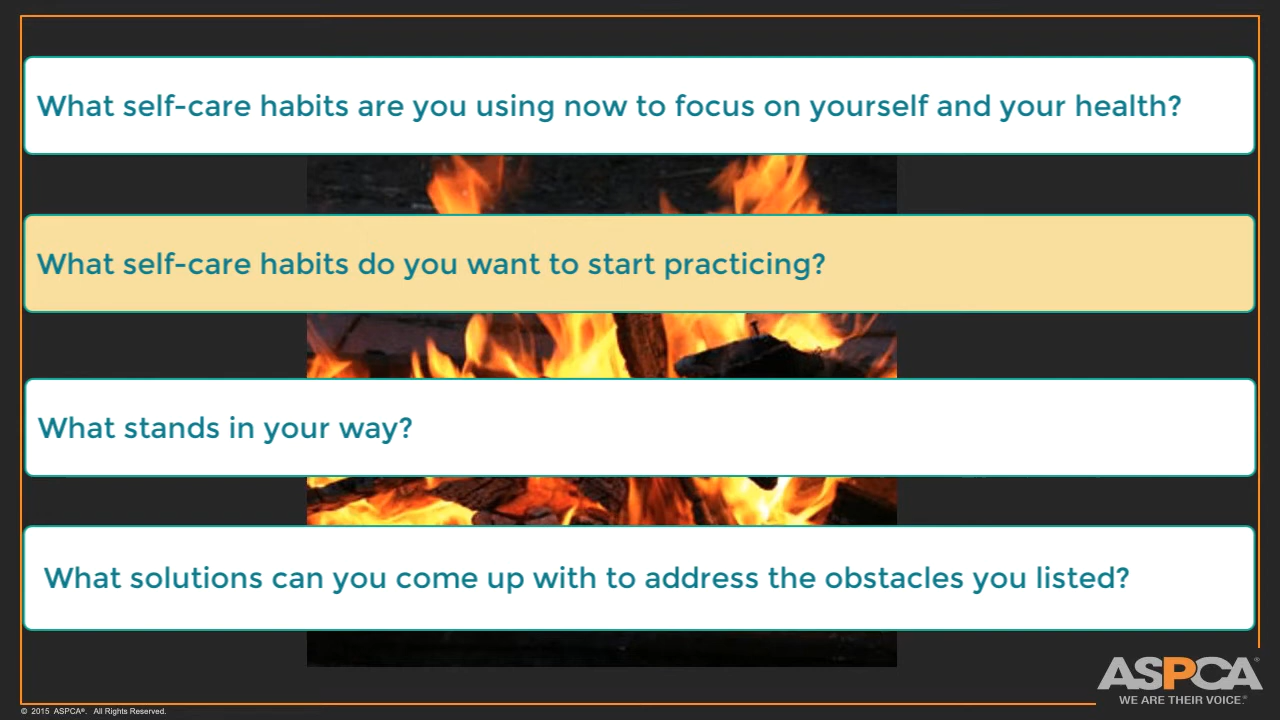 What self-care habits are you using now to focus on yourself and your health?
What self-care habits do you want to start practicing?
What stands in your way?
What solutions can you come up with to address the obstacles you listed?
ASPCA®
WE ARE THEIR VOICE.®
© 2015 ASPCA®. All Rights Reserved.